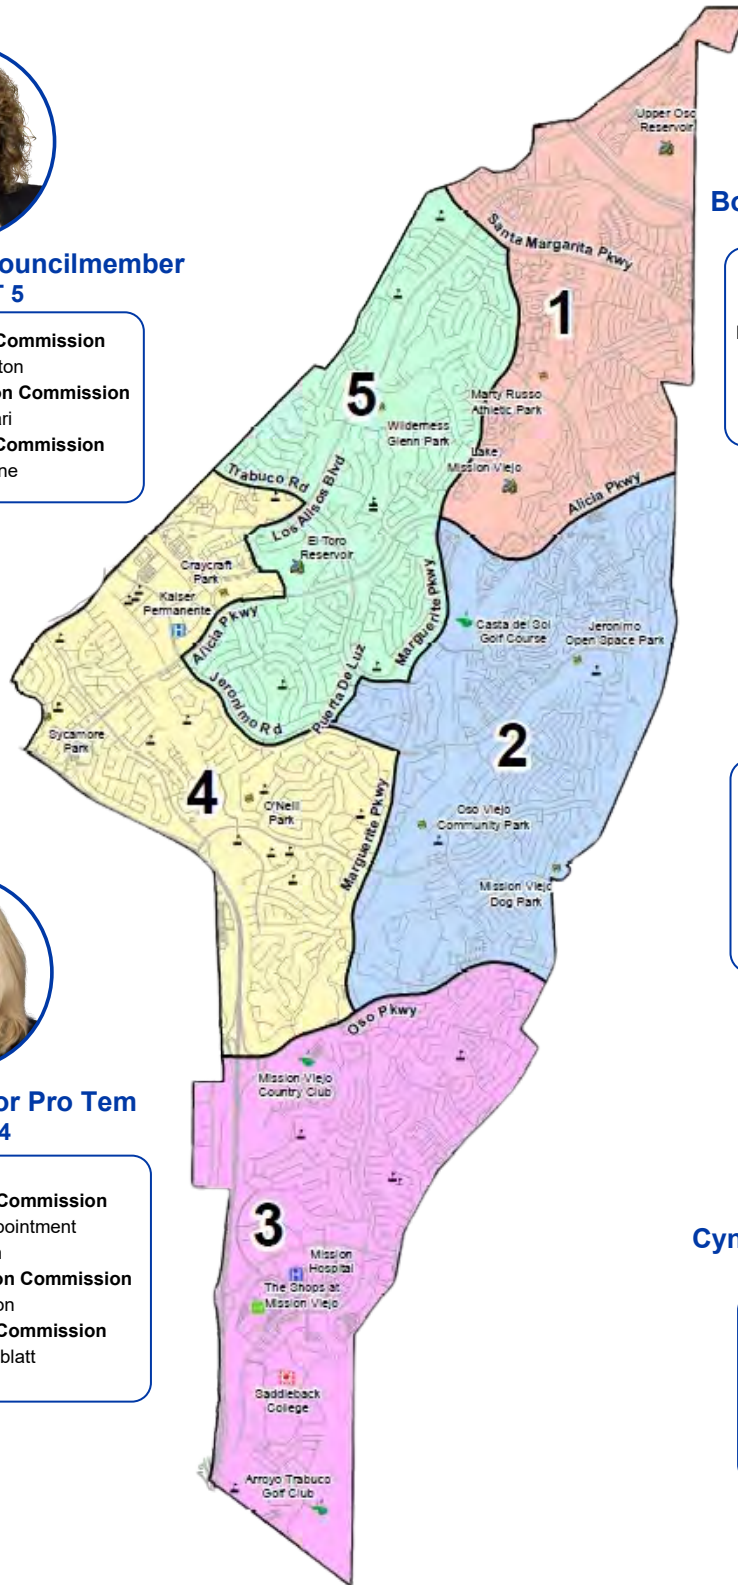 Upper Oso
Reservoir
Santa Margarita Pkwy
1
Marty Russo
Athletic Park
Lake
Mission Viejo
Alicia Pkwy
Councilmember
5
Commission
Commission
Commission
5
Wilderness
Glenn Park
Trabuco Rd
Los Alisos Blvd
El Toro
Reservoir
Craycraft
Park
Kaiser
Permanente
H
Alicia Pkwy
Marguerite Pkwy
Casta del Sol
Golf Course
Jeronimo
Open Space Park
Jeronimo Rd
Puerta De Luz
Sycamore
Park
2
4
O'Neill
Park
Marguerite Pkwy
Oso Viejo
Community Park
Mission Viejo
Dog Park
Oso Pkwy
Mission Viejo
Country Club
or Pro Tem
4
Commission
pointment
on Commission
on
Commission
blatt
3
Mission
Hospital
H
The Shops at
Mission Viejo
Saddleback
College
Arroyo Trabuco
Golf Club
Bo
Cyn